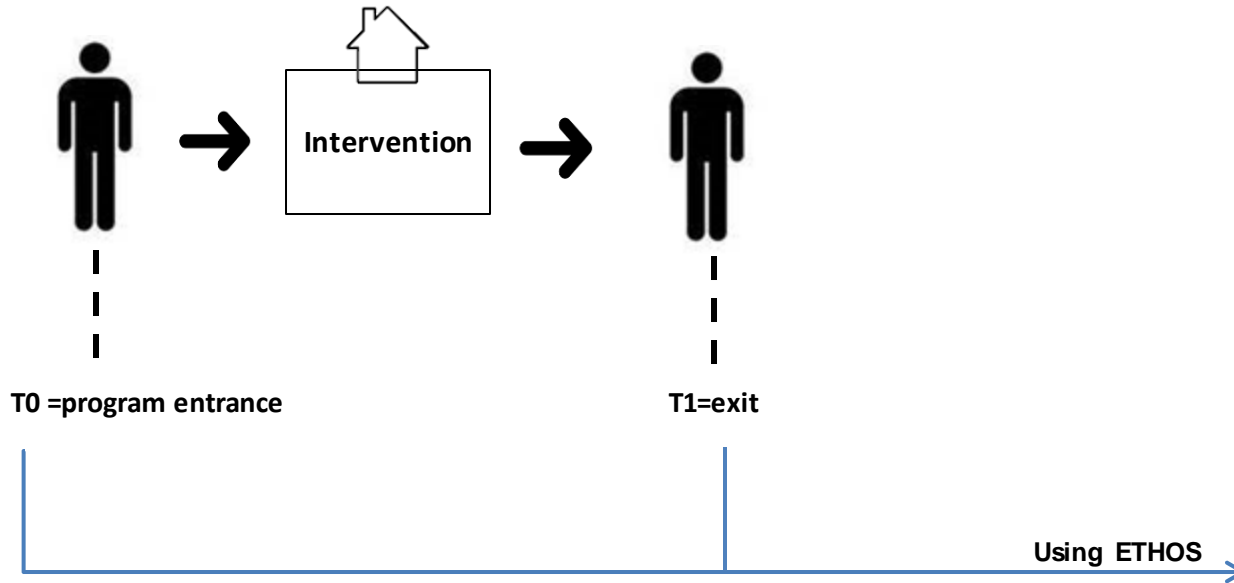 Intervention
T0 =program entrance
T1=exit
Using ETHOS